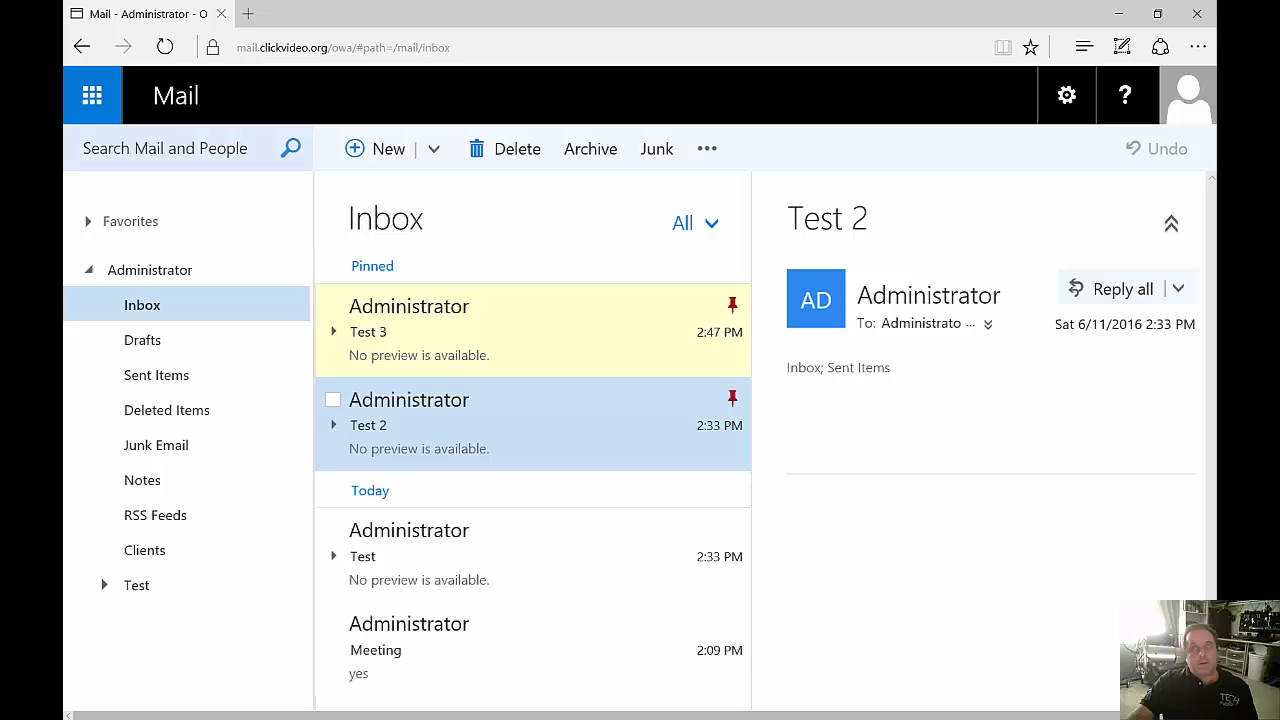 Mail - Administrator - O
mail.clickvideo.org/owa/#path=/mail/inbox
Mail
?
Search Mail and People
New
Delete
Archive
Junk
Undo
Favorites
Administrator
Inbox
Drafts
Sent Items
Deleted Items
Junk Email
Notes
RSS Feeds
Clients
Test
Inbox
All
Pinned
Administrator
Test 3
2:47 PM
No preview is available.
Administrator
Test 2
2:33 PM
No preview is available.
Today
Administrator
Test
2:33 PM
No preview is available.
Administrator
Meeting
2:09 PM
yes
Test 2
AD
Administrator
Reply all
To: Administrato ...
Sat 6/11/2016 2:33 PM
Inbox; Sent Items
TECH